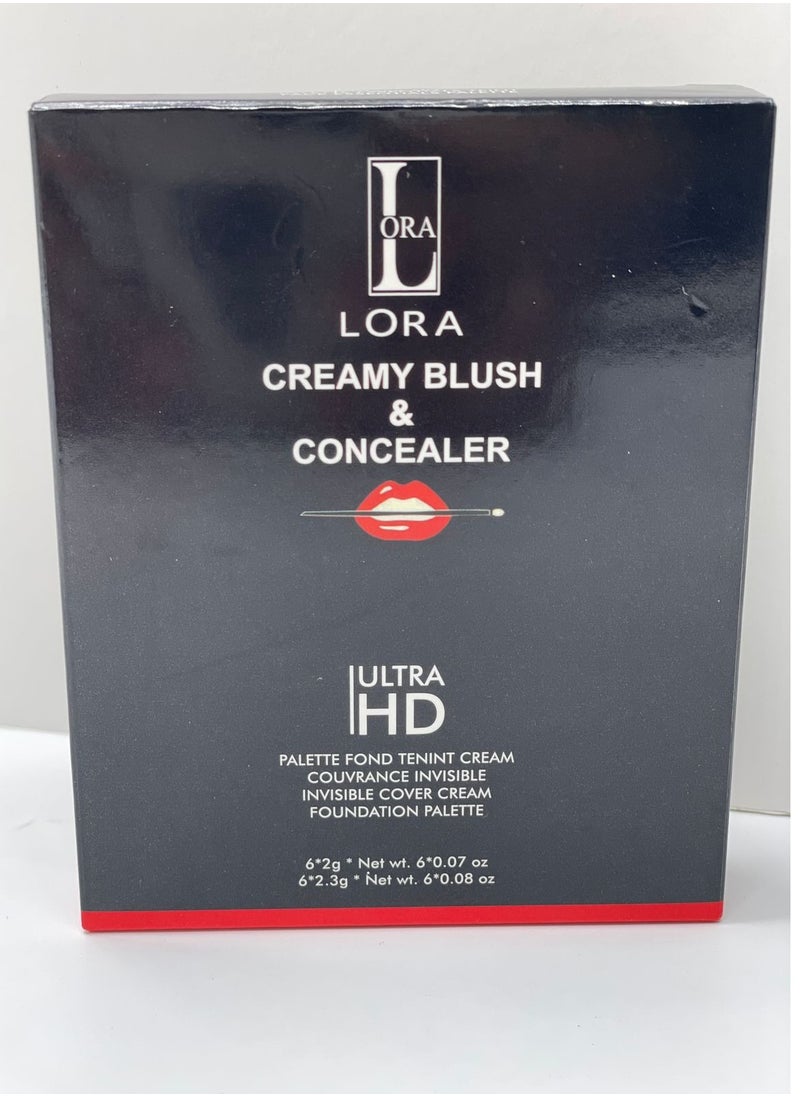 LORA
LORA
CREAMY BLUSH
&
CONCEALER
ULTRA
HD
PALETTE FOND TENINT CREAM
COUVRANCE INVISIBLE
INVISIBLE COVER CREAM
FOUNDATION PALETTE
6*2g * Net wt. 6*0.07 oz
6*2.3g * Net wt. 6*0.08 oz